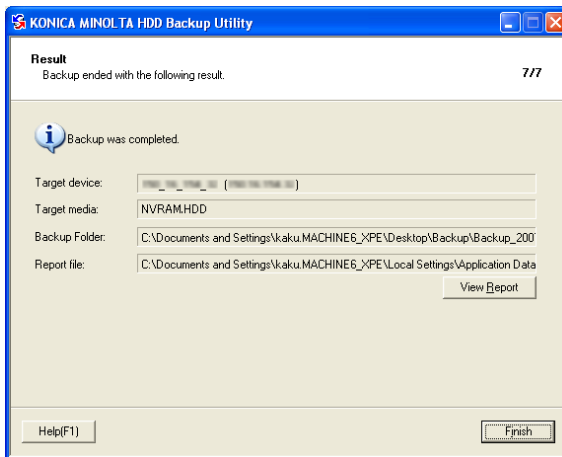 KONICA MINOLTA HDD Backup Utility
Result
Backup ended with the following result.
7/7
Backup was completed.
Target device:
Target media: NVRAM.HDD
Backup Folder: C:\Documents and Settings\kaku.MACHINE6_XPE\Desktop\Backup\Backup_200
Report file: C:\Documents and Settings\kaku.MACHINE6_XPE\Local Settings\Application Data
View Report
Help(F1)
Finish